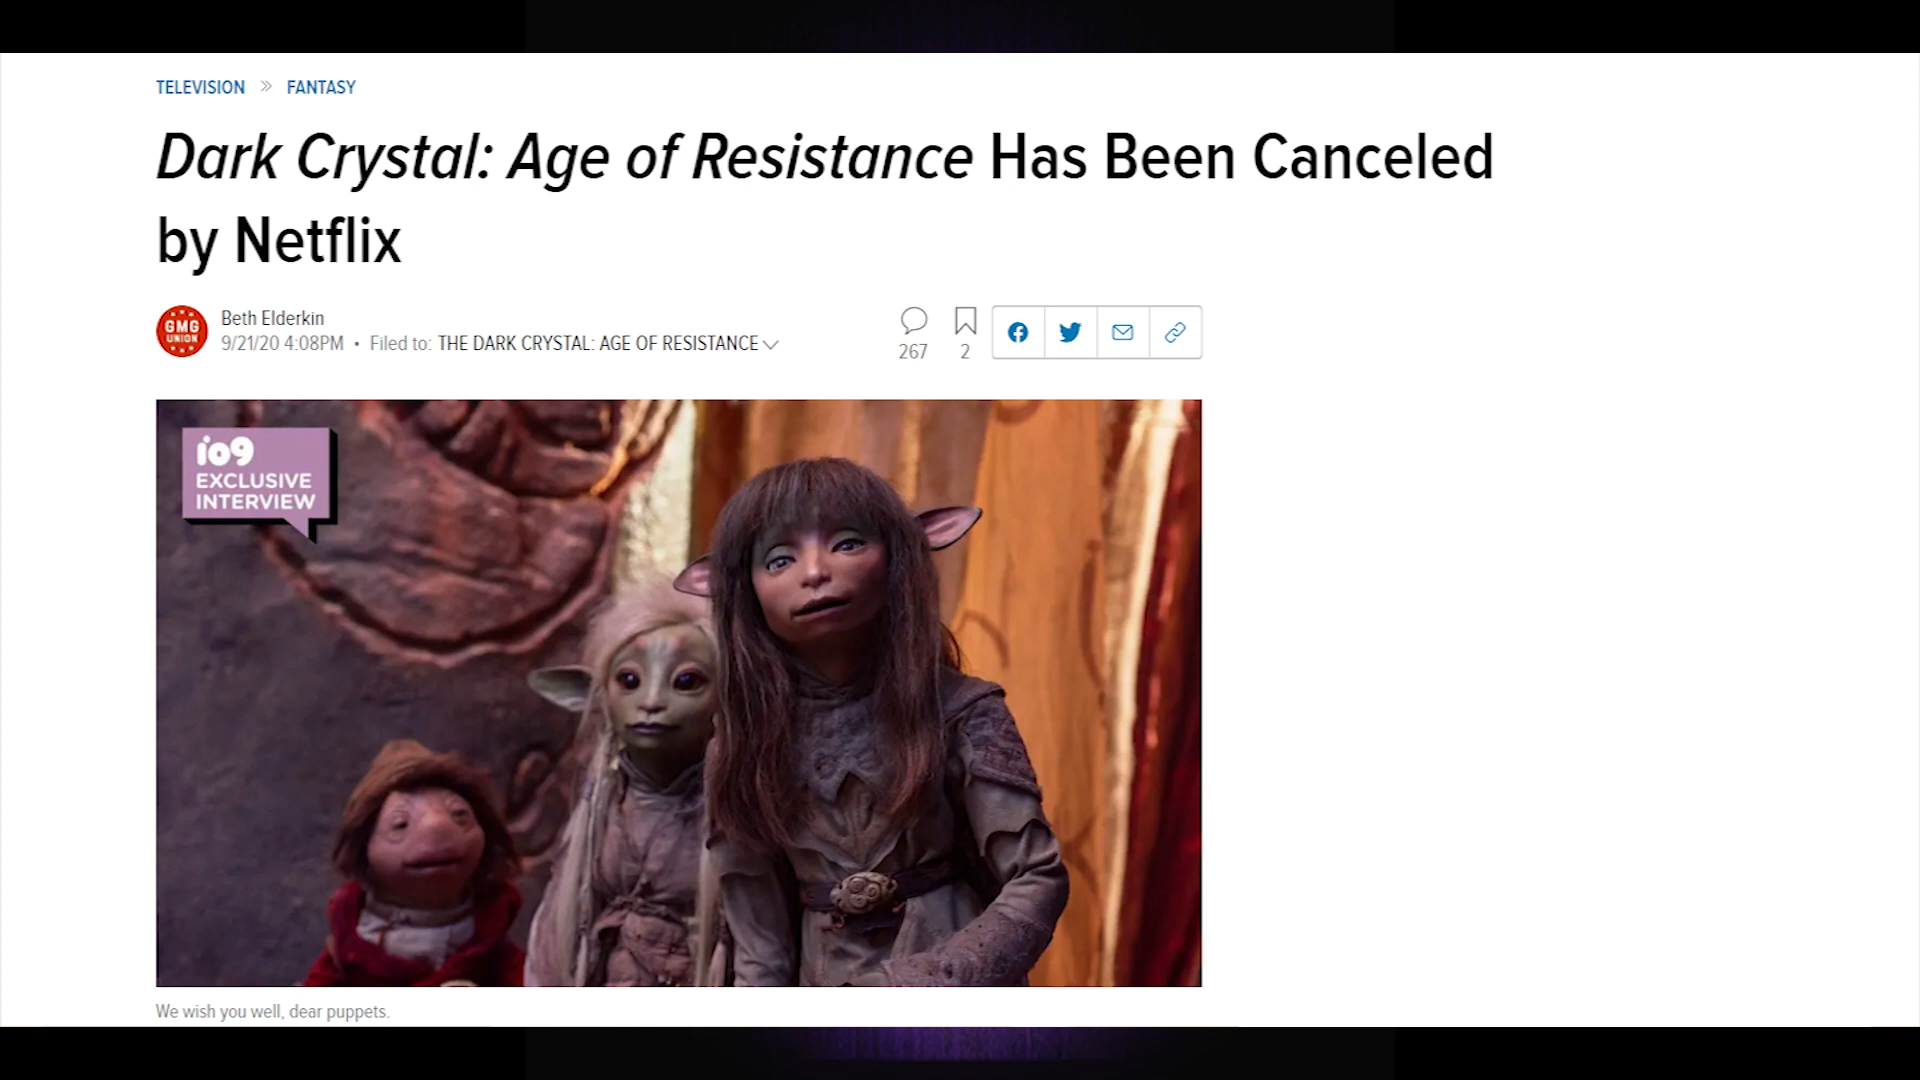 TELEVISION » FANTASY
Dark Crystal: Age of Resistance Has Been Canceled
by Netflix
GMG
UNION
Beth Elderkin
9/21/20 4:08PM • Filed to: THE DARK CRYSTAL: AGE OF RESISTANCE
267
2
io9
EXCLUSIVE
INTERVIEW
We wish you well, dear puppets.